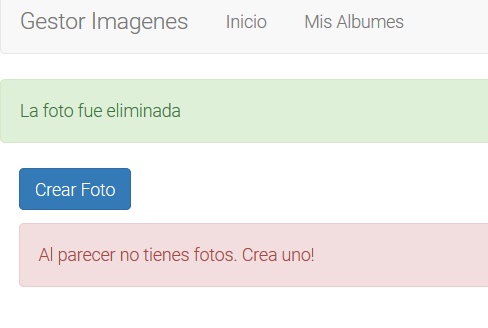 Gestor Imagenes Inicio Mis Albumes
La foto fue eliminada
Crear Foto
Al parecer no tienes fotos. Crea uno!